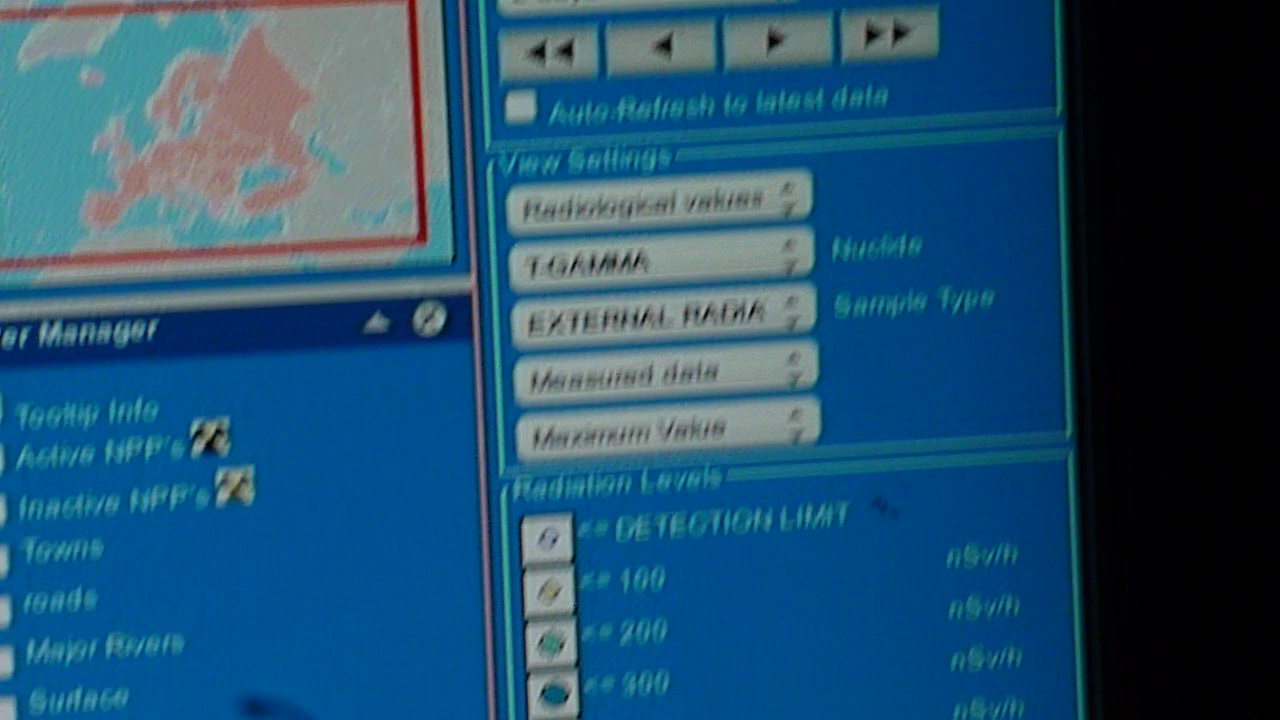 Auto-Refresh to latest data
View Settings
Radiological values
T-GAMMA
Nuclide
EXTERNAL RADIA
Sample Type
Measured data
Maximum Value
er Manager
Tooltip Info
Active NPP's
Inactive NPP's
Towns
roads
Major Rivers
Surface
Radiation Levels
<= DETECTION LIMIT
nSv/h
<= 100
nSv/h
<= 200
nSv/h
<= 300
nSv/h